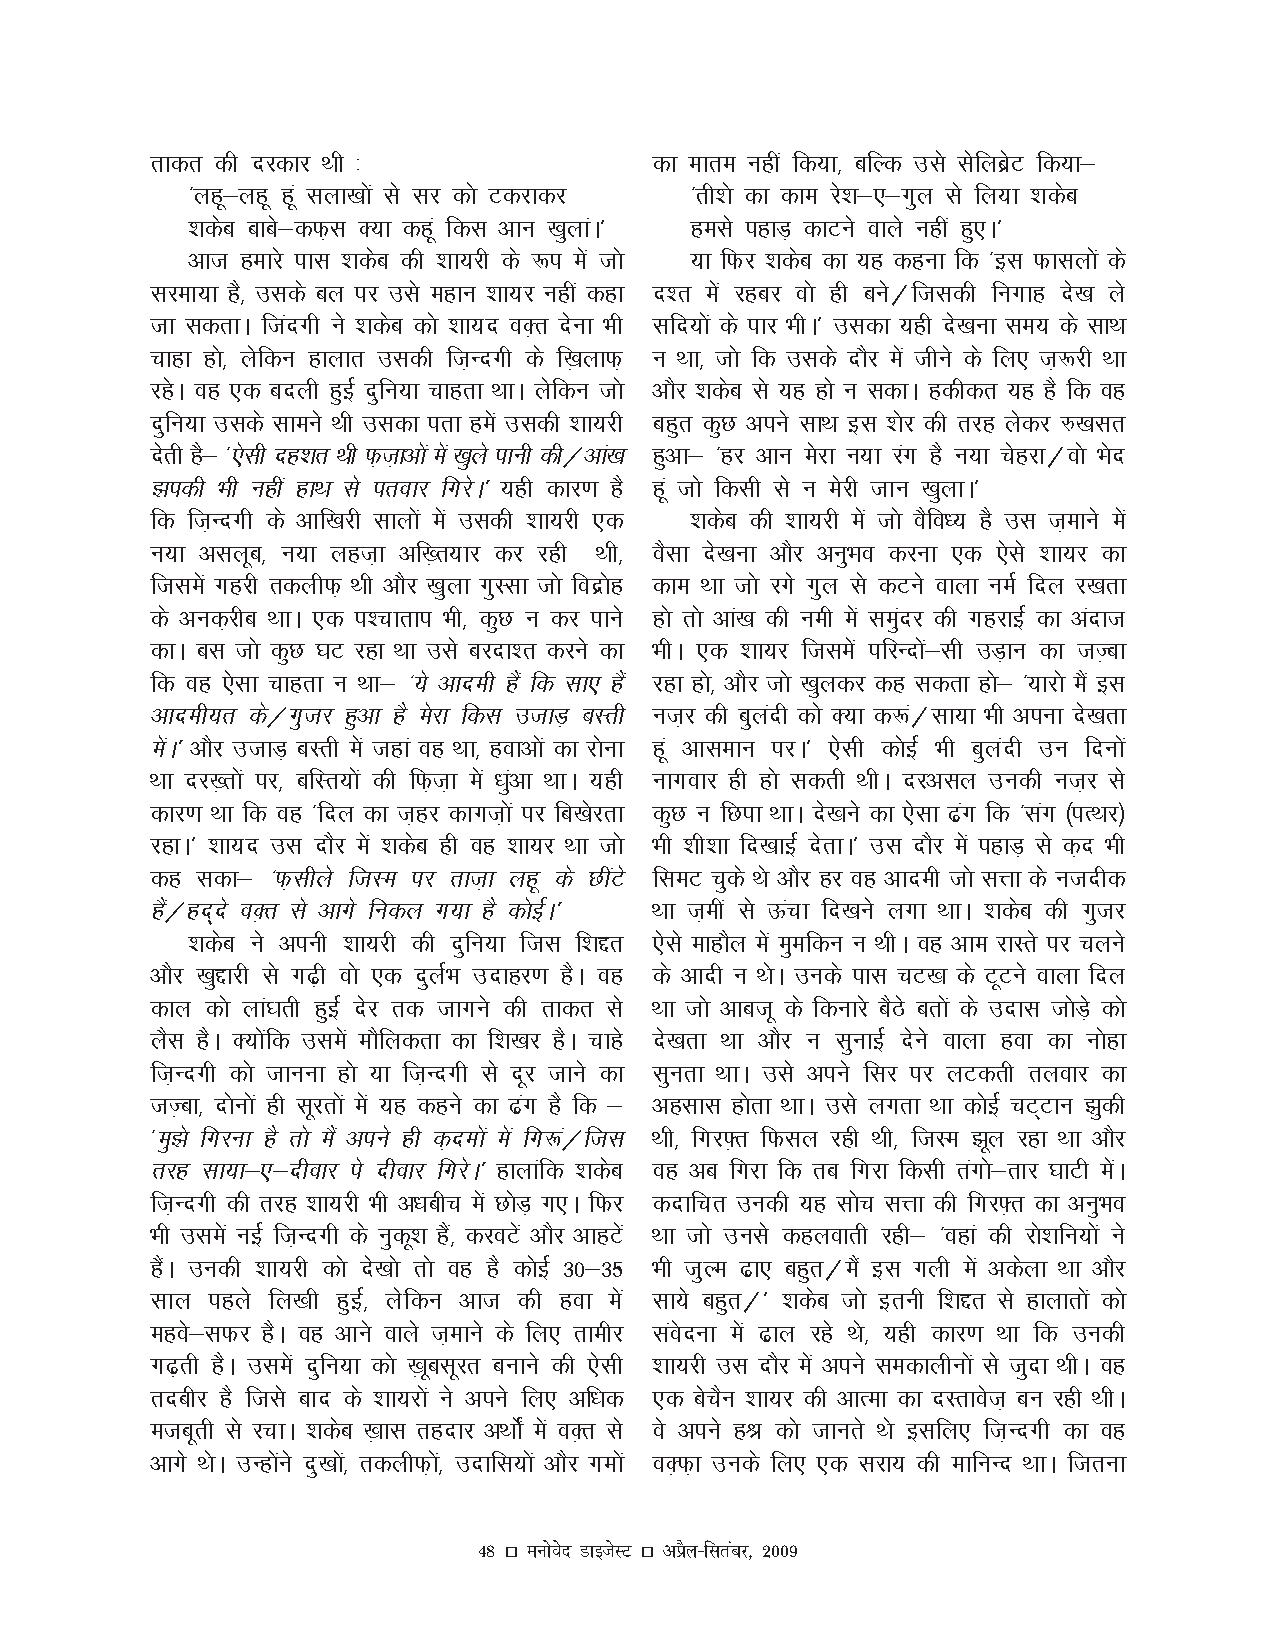 ताकत की दरकार थी :
‘लहू–लहू हूं सलाखों से सर को टकराकर
शकेब बाबे–कफ़स क्या कहूं किस आन खुलां।’
आज हमारे पास शकेब की शायरी के रूप में जो
सरमाया है, उसके बल पर उसे महान शायर नहीं कहा
जा सकता। जिंदगी ने शकेब को शायद वक़्त देना भी
चाहा हो, लेकिन हालात उसकी ज़िन्दगी के ख़िलाफ़
रहे। वह एक बदली हुई दुनिया चाहता था। लेकिन जो
दुनिया उसके सामने थी उसका पता हमें उसकी शायरी
देती है– ‘ऐसी दहशत थी फ़ज़ाओं में खुले पानी की/आंख
झपकी भी नहीं हाथ से पतवार गिरे।’ यही कारण है
कि ज़िन्दगी के आखिरी सालों में उसकी शायरी एक
नया असलूब, नया लहज़ा अख़्तियार कर रही थी,
जिसमें गहरी तकलीफ़ थी और खुला गुस्सा जो विद्रोह
के अनक़रीब था। एक पश्चाताप भी, कुछ न कर पाने
का। बस जो कुछ घट रहा था उसे बरदाश्त करने का
कि वह ऐसा चाहता न था– ‘ये आदमी हैं कि साए हैं
आदमीयत के/गुजर हुआ है मेरा किस उजाड़ बस्ती
में।’ और उजाड़ बस्ती में जहां वह था, हवाओं का रोना
था दरख़्तों पर, बस्तियों की फ़िज़ा में धुंआ था। यही
कारण था कि वह ‘दिल का ज़हर कागज़ों पर बिखेरता
रहा।’ शायद उस दौर में शकेब ही वह शायर था जो
कह सका– ‘फ़सीले जिस्म पर ताज़ा लहू के छींटे
हैं/हद्दे वक़्त से आगे निकल गया है कोई।’
शकेब ने अपनी शायरी की दुनिया जिस शिद्दत
और खुद्दारी से गढ़ी वो एक दुर्लभ उदाहरण है। वह
काल को लांघती हुई देर तक जागने की ताकत से
लैस है। क्योंकि उसमें मौलिकता का शिखर है। चाहे
ज़िन्दगी को जानना हो या ज़िन्दगी से दूर जाने का
जज़्बा, दोनों ही सूरतों में यह कहने का ढंग है कि –
‘मुझे गिरना है तो मैं अपने ही क़दमों में गिरूं/जिस
तरह साया–ए–दीवार पे दीवार गिरे।’ हालांकि शकेब
ज़िन्दगी की तरह शायरी भी अधबीच में छोड़ गए। फिर
भी उसमें नई ज़िन्दगी के नुकूश हैं, करवटें और आहटें
हैं। उनकी शायरी को देखो तो वह है कोई 30–35
साल पहले लिखी हुई, लेकिन आज की हवा में
महवे–सफर है। वह आने वाले ज़माने के लिए तामीर
गढ़ती है। उसमें दुनिया को ख़ूबसूरत बनाने की ऐसी
तदबीर है जिसे बाद के शायरों ने अपने लिए अधिक
मजबूती से रचा। शकेब ख़ास तहदार अर्थों में वक़्त से
आगे थे। उन्होंने दुखों, तकलीफ़ों, उदासियों और गमों
का मातम नहीं किया, बल्कि उसे सेलिब्रेट किया–
‘तीशे का काम रेश–ए–गुल से लिया शकेब
हमसे पहाड़ काटने वाले नहीं हुए।’
या फिर शकेब का यह कहना कि ‘इस फासलों के
दश्त में रहबर वो ही बने/जिसकी निगाह देख ले
सदियों के पार भी।’ उसका यही देखना समय के साथ
न था, जो कि उसके दौर में जीने के लिए ज़रूरी था
और शकेब से यह हो न सका। हकीकत यह है कि वह
बहुत कुछ अपने साथ इस शेर की तरह लेकर रुखसत
हुआ– ‘हर आन मेरा नया रंग है नया चेहरा/वो भेद
हूं जो किसी से न मेरी जान खुला।’
शकेब की शायरी में जो वैविध्य है उस ज़माने में
वैसा देखना और अनुभव करना एक ऐसे शायर का
काम था जो रगे गुल से कटने वाला नर्म दिल रखता
हो तो आंख की नमी में समुंदर की गहराई का अंदाज
भी। एक शायर जिसमें परिन्दों–सी उड़ान का जज़्बा
रहा हो, और जो खुलकर कह सकता हो– ‘यारो मैं इस
नज़र की बुलंदी को क्या करूं/साया भी अपना देखता
हूं आसमान पर।’ ऐसी कोई भी बुलंदी उन दिनों
नागवार ही हो सकती थी। दरअसल उनकी नज़र से
कुछ न छिपा था। देखने का ऐसा ढंग कि ‘संग (पत्थर)
भी शीशा दिखाई देता।’ उस दौर में पहाड़ से क़द भी
सिमट चुके थे और हर वह आदमी जो सत्ता के नजदीक
था ज़मीं से ऊंचा दिखने लगा था। शकेब की गुजर
ऐसे माहौल में मुमकिन न थी। वह आम रास्ते पर चलने
के आदी न थे। उनके पास चटख के टूटने वाला दिल
था जो आबजू के किनारे बैठे बतों के उदास जोड़े को
देखता था और न सुनाई देने वाला हवा का नोहा
सुनता था। उसे अपने सिर पर लटकती तलवार का
अहसास होता था। उसे लगता था कोई चट्टान झुकी
थी, गिरफ़्त फिसल रही थी, जिस्म झूल रहा था और
वह अब गिरा कि तब गिरा किसी तंगो–तार घाटी में।
कदाचित उनकी यह सोच सत्ता की गिरफ़्त का अनुभव
था जो उनसे कहलवाती रही– ‘वहां की रोशनियों ने
भी जुल्म ढाए बहुत/मैं इस गली में अकेला था और
साये बहुत/‘ शकेब जो इतनी शिद्दत से हालातों को
संवेदना में ढाल रहे थे, यही कारण था कि उनकी
शायरी उस दौर में अपने समकालीनों से जुदा थी। वह
एक बेचैन शायर की आत्मा का दस्तावेज़ बन रही थी।
वे अपने हश्र को जानते थे इसलिए ज़िन्दगी का वह
वक़्फ़ा उनके लिए एक सराय की मानिन्द था। जितना
48 □ मनोवेद डाइजेस्ट □ अप्रैल-सितंबर, 2009